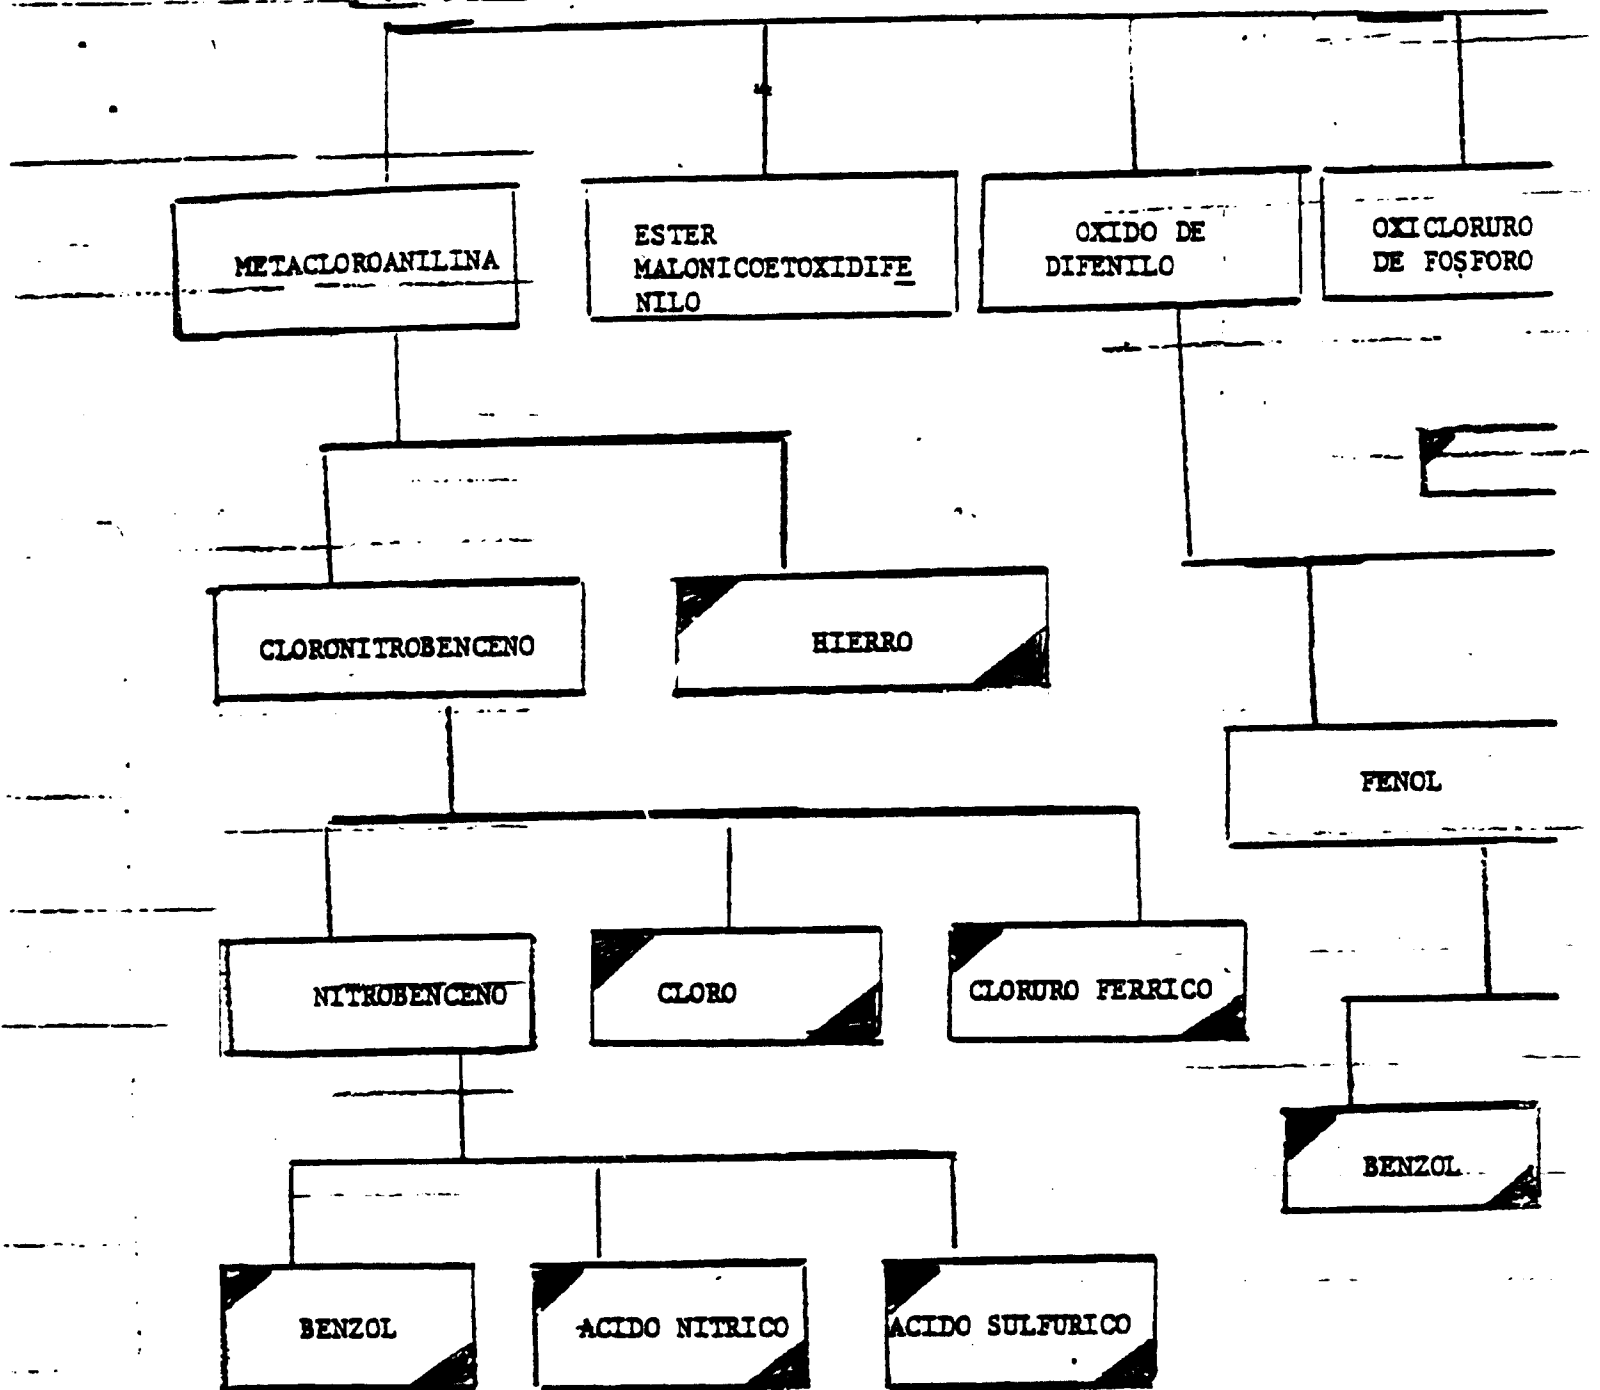 METACLOROANILINA
ESTER
MALONICOETOXIDIFE
NILO
OXIDO DE
DIFENILO
OXICLORURO
DE FOSFORO
CLORONITROBENCENO
HIERRO
FENOL
NITROBENCENO
CLORO
CLORURO FERRICO
BENZOL
BENZOL
ACIDO NITRICO
ACIDO SULFURICO